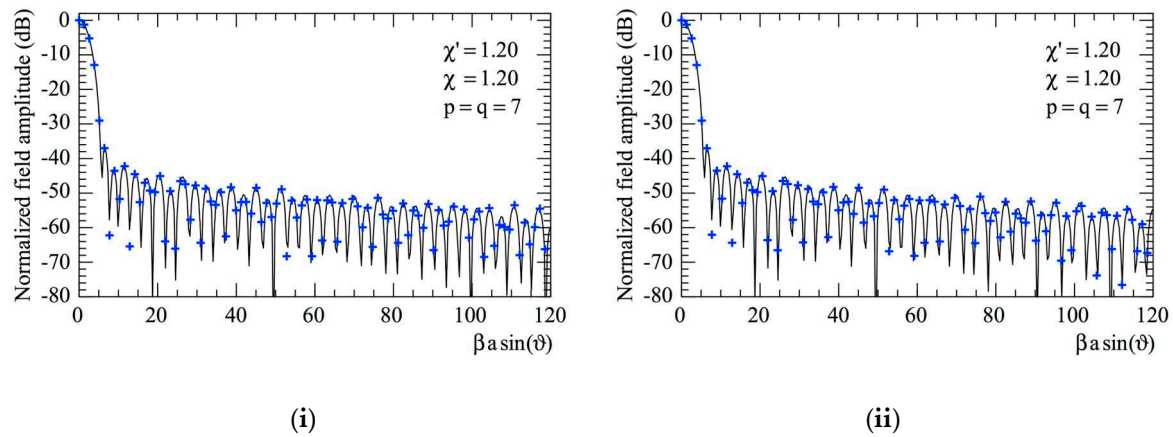 Normalized field amplitude (dB)
0
-10
-20
-30
-40
-50
-60
-70
-80
0 20 40 60 80 100 120
β a sin(ϑ)
χ' = 1.20
χ = 1.20
p = q = 7
(i)
Normalized field amplitude (dB)
0
-10
-20
-30
-40
-50
-60
-70
-80
0 20 40 60 80 100 120
β a sin(ϑ)
χ' = 1.20
χ = 1.20
p = q = 7
(ii)